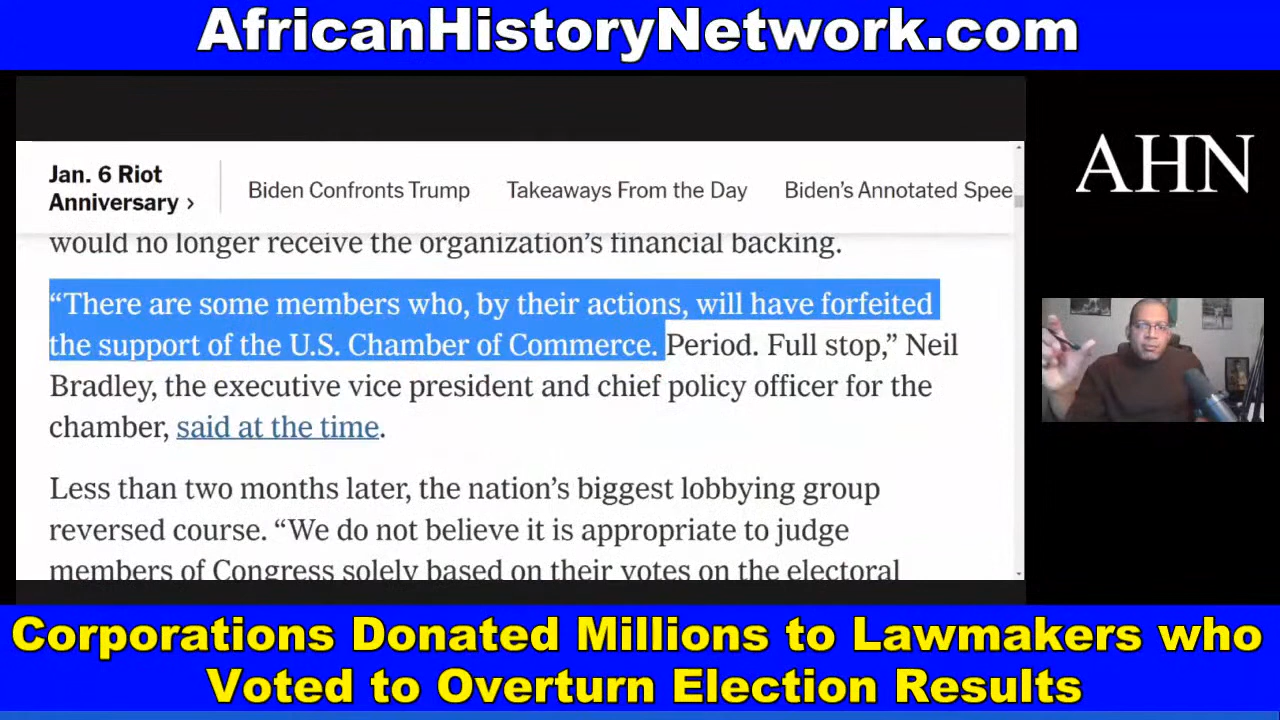 AfricanHistoryNetwork.com
AHN
Jan. 6 Riot
Anniversary ›
Biden Confronts Trump
Takeaways From the Day
Biden’s Annotated Spee
would no longer receive the organization’s financial backing.
“There are some members who, by their actions, will have forfeited
the support of the U.S. Chamber of Commerce. Period. Full stop,” Neil
Bradley, the executive vice president and chief policy officer for the
chamber, said at the time.
Less than two months later, the nation’s biggest lobbying group
reversed course. “We do not believe it is appropriate to judge
members of Congress solely based on their votes on the electoral
Corporations Donated Millions to Lawmakers who
Voted to Overturn Election Results